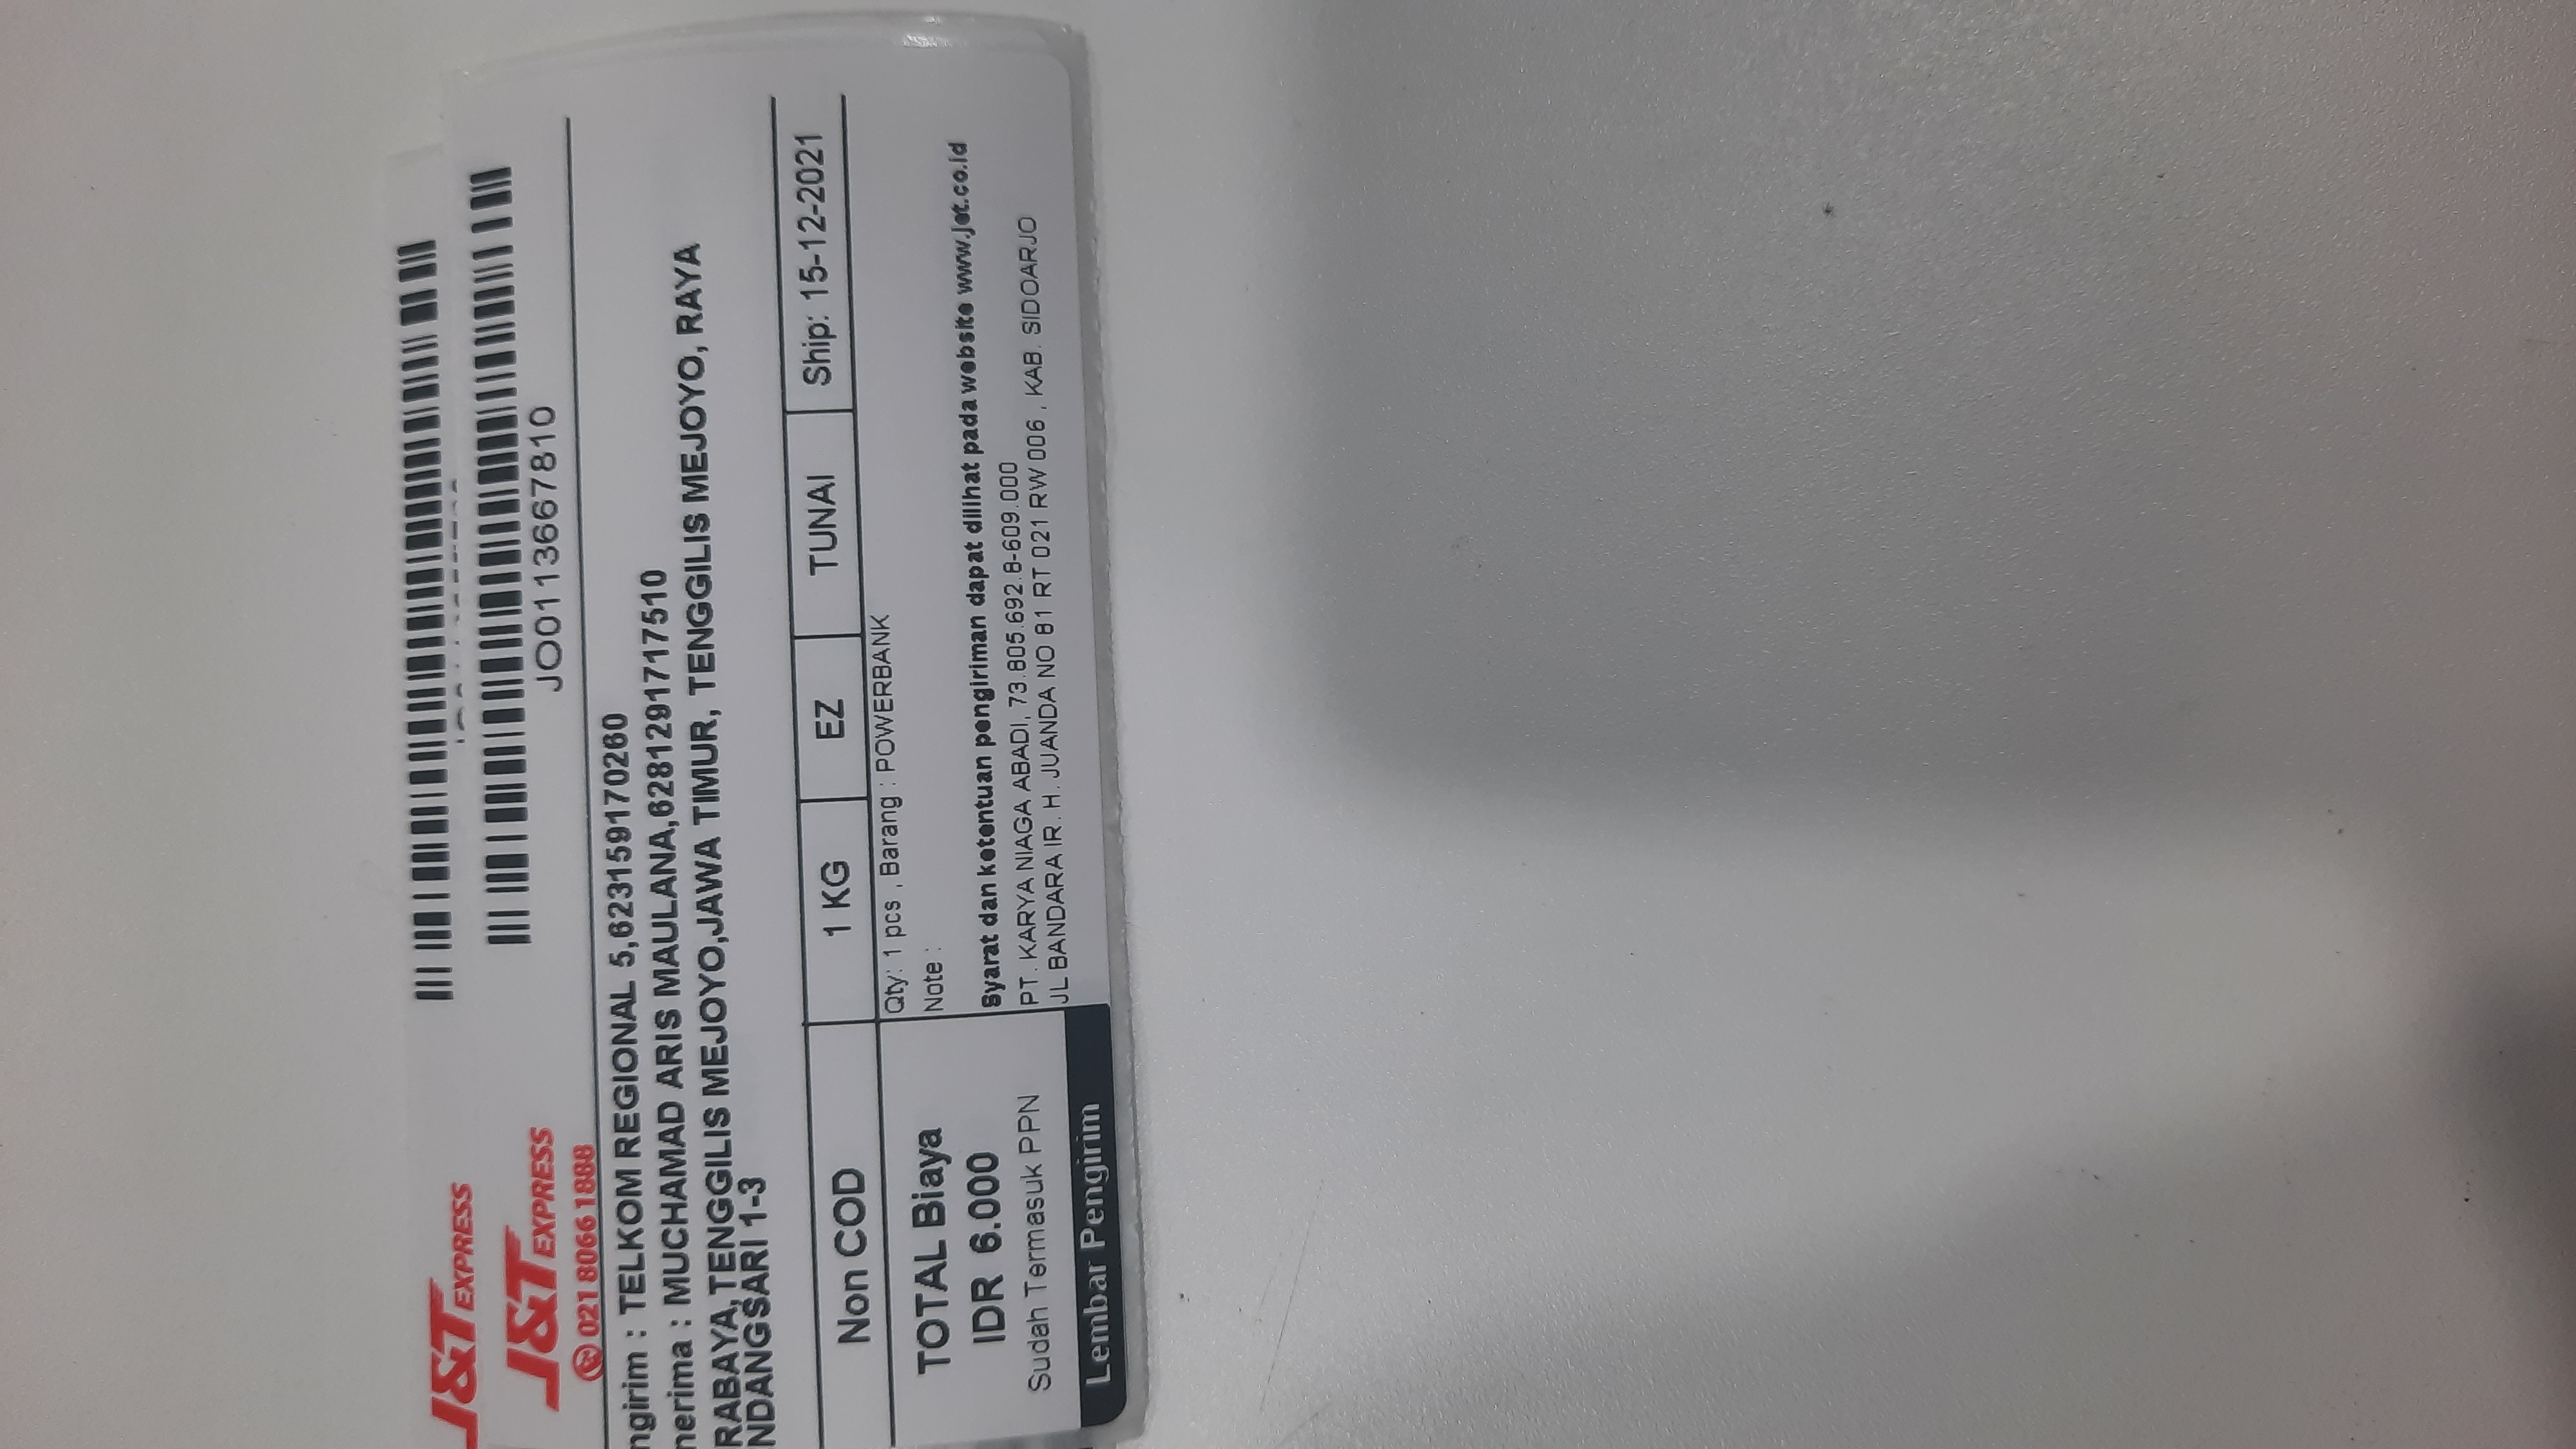 J&T EXPRESS
J&T EXPRESS
JO0113667810
021 8066 1888
ngirim : TELKOM REGIONAL 5,623159170260
nerima : MUCHAMAD ARIS MAULANA,6281291717510
RABAYA,TENGGILIS MEJOYO,JAWA TIMUR, TENGGILIS MEJOYO, RAYA
NDANGSARI 1-3
Non COD 1 KG EZ TUNAI Ship: 15-12-2021
Qty: 1 pcs , Barang : POWERBANK
Note :
TOTAL Biaya
IDR 6.000
Sudah Termasuk PPN
Lembar Pengirim
Syarat dan ketentuan pengiriman dapat dilihat pada website www.jet.co.id
PT. KARYA NIAGA ABADI, 73.805.692.8-609.000
JL BANDARA IR. H. JUANDA NO 81 RT 021 RW 006 , KAB. SIDOARJO